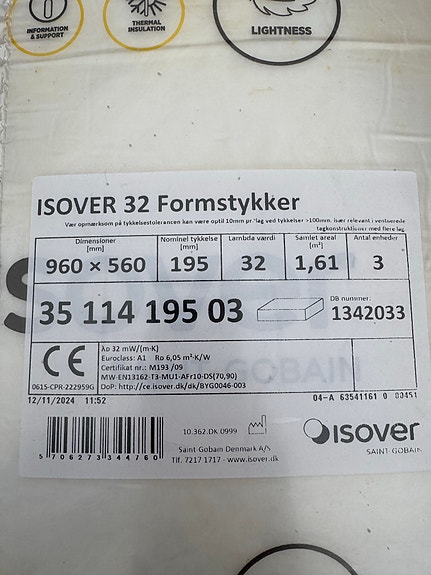 INFORMATION
& SUPPORT
THERMAL
INSULATION
LIGHTNESS
ISOVER 32 Formstykker
Vær opmærksom på tykkelsestolerancen kan være optil 10mm pr. lag ved tykkelser >100mm. især relevant i ventilerede
tagkonstruktioner med flere lag
Dimensioner
[mm]
960 × 560
Nominel tykkelse
[mm]
195
Lambda værdi
32
Samlet areal
[m²]
1,61
Antal enheder
3
35 114 195 03
DB nummer:
1342033
CE
0615-CPR-222959G
λD 32 mW/(m·K)
Euroclass: A1 RD 6,05 m²·K/W
Certifikat nr.: M193 /09
MW-EN13162-T3-MU1-AFr10-DS(70,90)
DoP: http://ce.isover.dk/dk/BYG0046-003
12/11/2024 11:52
04-A 63541161 0 00451
5 706273 344760
10.362.DK.0999
Saint-Gobain Denmark A/S
Tlf. 7217 1717 - www.isover.dk
isover
SAINT-GOBAIN